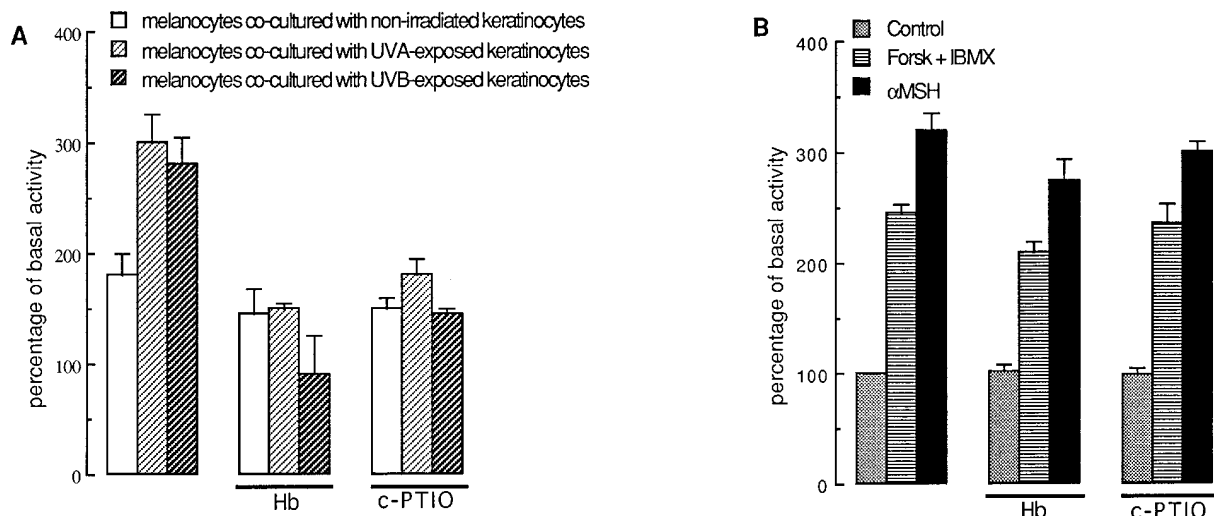 A
melanocytes co-cultured with non-irradiated keratinocytes
melanocytes co-cultured with UVA-exposed keratinocytes
melanocytes co-cultured with UVB-exposed keratinocytes
percentage of basal activity
400
300
200
100
0
Hb
c-PTIO
B
Control
Forsk + IBMX
αMSH
percentage of basal activity
400
300
200
100
0
Hb
c-PTIO